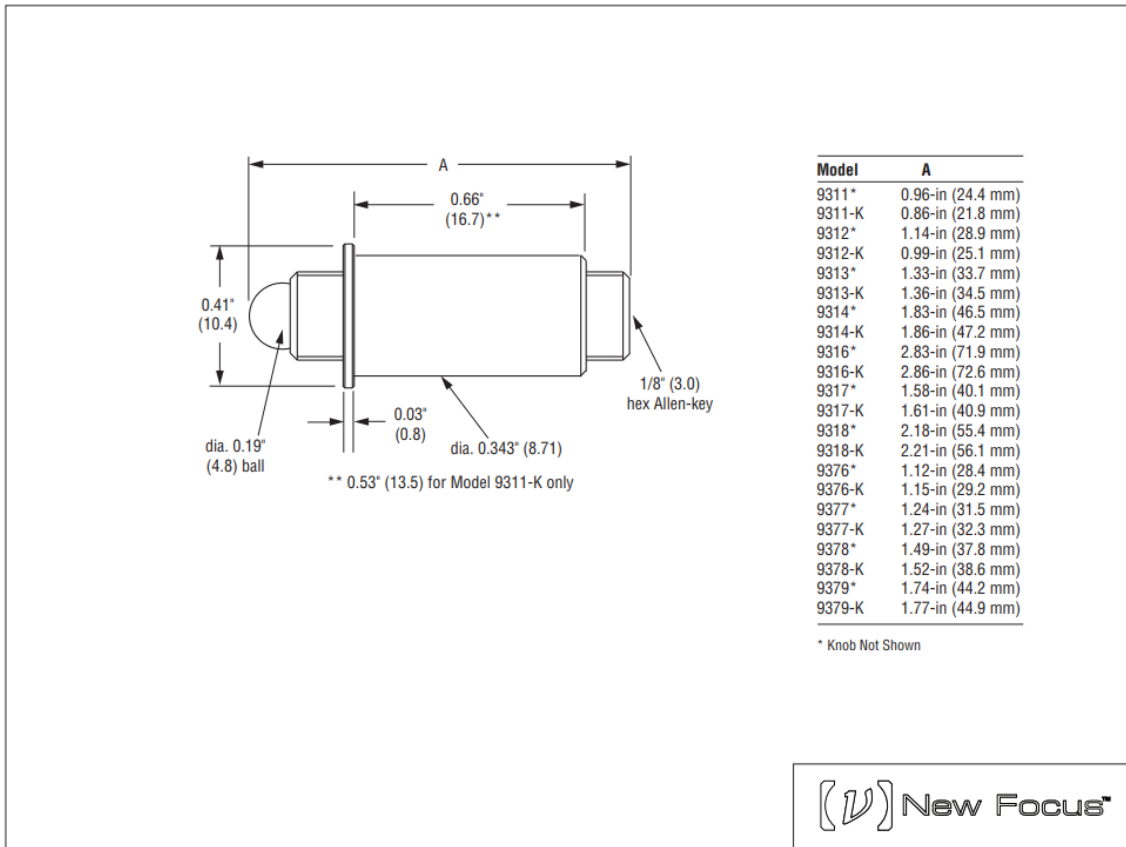 A
0.66"
(16.7)**
0.41"
(10.4)
1/8" (3.0)
hex Allen-key
0.03"
(0.8)
dia. 0.19"
(4.8) ball
dia. 0.343" (8.71)
** 0.53" (13.5) for Model 9311-K only
Model A
9311* 0.96-in (24.4 mm)
9311-K 0.86-in (21.8 mm)
9312* 1.14-in (28.9 mm)
9312-K 0.99-in (25.1 mm)
9313* 1.33-in (33.7 mm)
9313-K 1.36-in (34.5 mm)
9314* 1.83-in (46.5 mm)
9314-K 1.86-in (47.2 mm)
9316* 2.83-in (71.9 mm)
9316-K 2.86-in (72.6 mm)
9317* 1.58-in (40.1 mm)
9317-K 1.61-in (40.9 mm)
9318* 2.18-in (55.4 mm)
9318-K 2.21-in (56.1 mm)
9376* 1.12-in (28.4 mm)
9376-K 1.15-in (29.2 mm)
9377* 1.24-in (31.5 mm)
9377-K 1.27-in (32.3 mm)
9378* 1.49-in (37.8 mm)
9378-K 1.52-in (38.6 mm)
9379* 1.74-in (44.2 mm)
9379-K 1.77-in (44.9 mm)
* Knob Not Shown
(ν) New Focus™